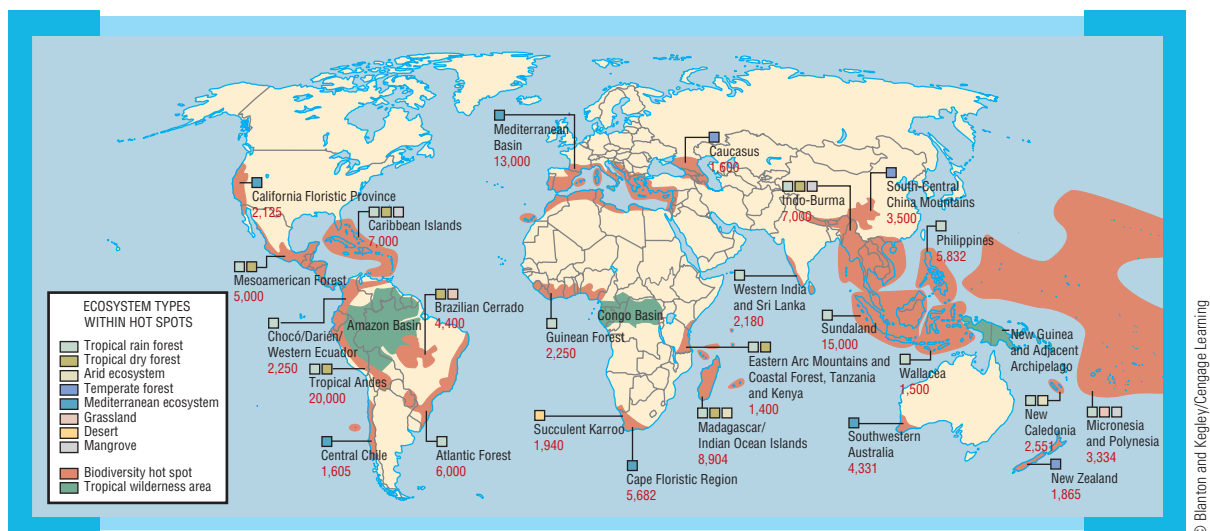 Mediterranean
Basin
13,000
Caucasus
1,606
California Floristic Province
2,125
Caribbean Islands
7,000
Indo-Burma
7,000
South-Central
China Mountains
3,500
Philippines
5,832
Mesoamerican Forest
5,000
Brazilian Cerrado
4,400
Western India
and Sri Lanka
2,180
ECOSYSTEM TYPES
WITHIN HOT SPOTS
Tropical rain forest
Tropical dry forest
Arid ecosystem
Temperate forest
Mediterranean ecosystem
Grassland
Desert
Mangrove
Biodiversity hot spot
Tropical wilderness area
Amazon Basin
Chocó/Darién/
Western Ecuador
2,250
Tropical Andes
20,000
Guinean Forest
2,250
Congo Basin
Sundaland
15,000
New Guinea
and Adjacent
Archipelago
Eastern Arc Mountains and
Coastal Forest, Tanzania
and Kenya
1,400
Wallacea
1,500
Succulent Karroo
1,940
Madagascar/
Indian Ocean Islands
8,904
Southwestern
Australia
4,331
New
Caledonia
2,551
Micronesia
and Polynesia
3,334
Central Chile
1,605
Atlantic Forest
6,000
Cape Floristic Region
5,682
New Zealand
1,865
© Blanton and Kegley/Cengage Learning